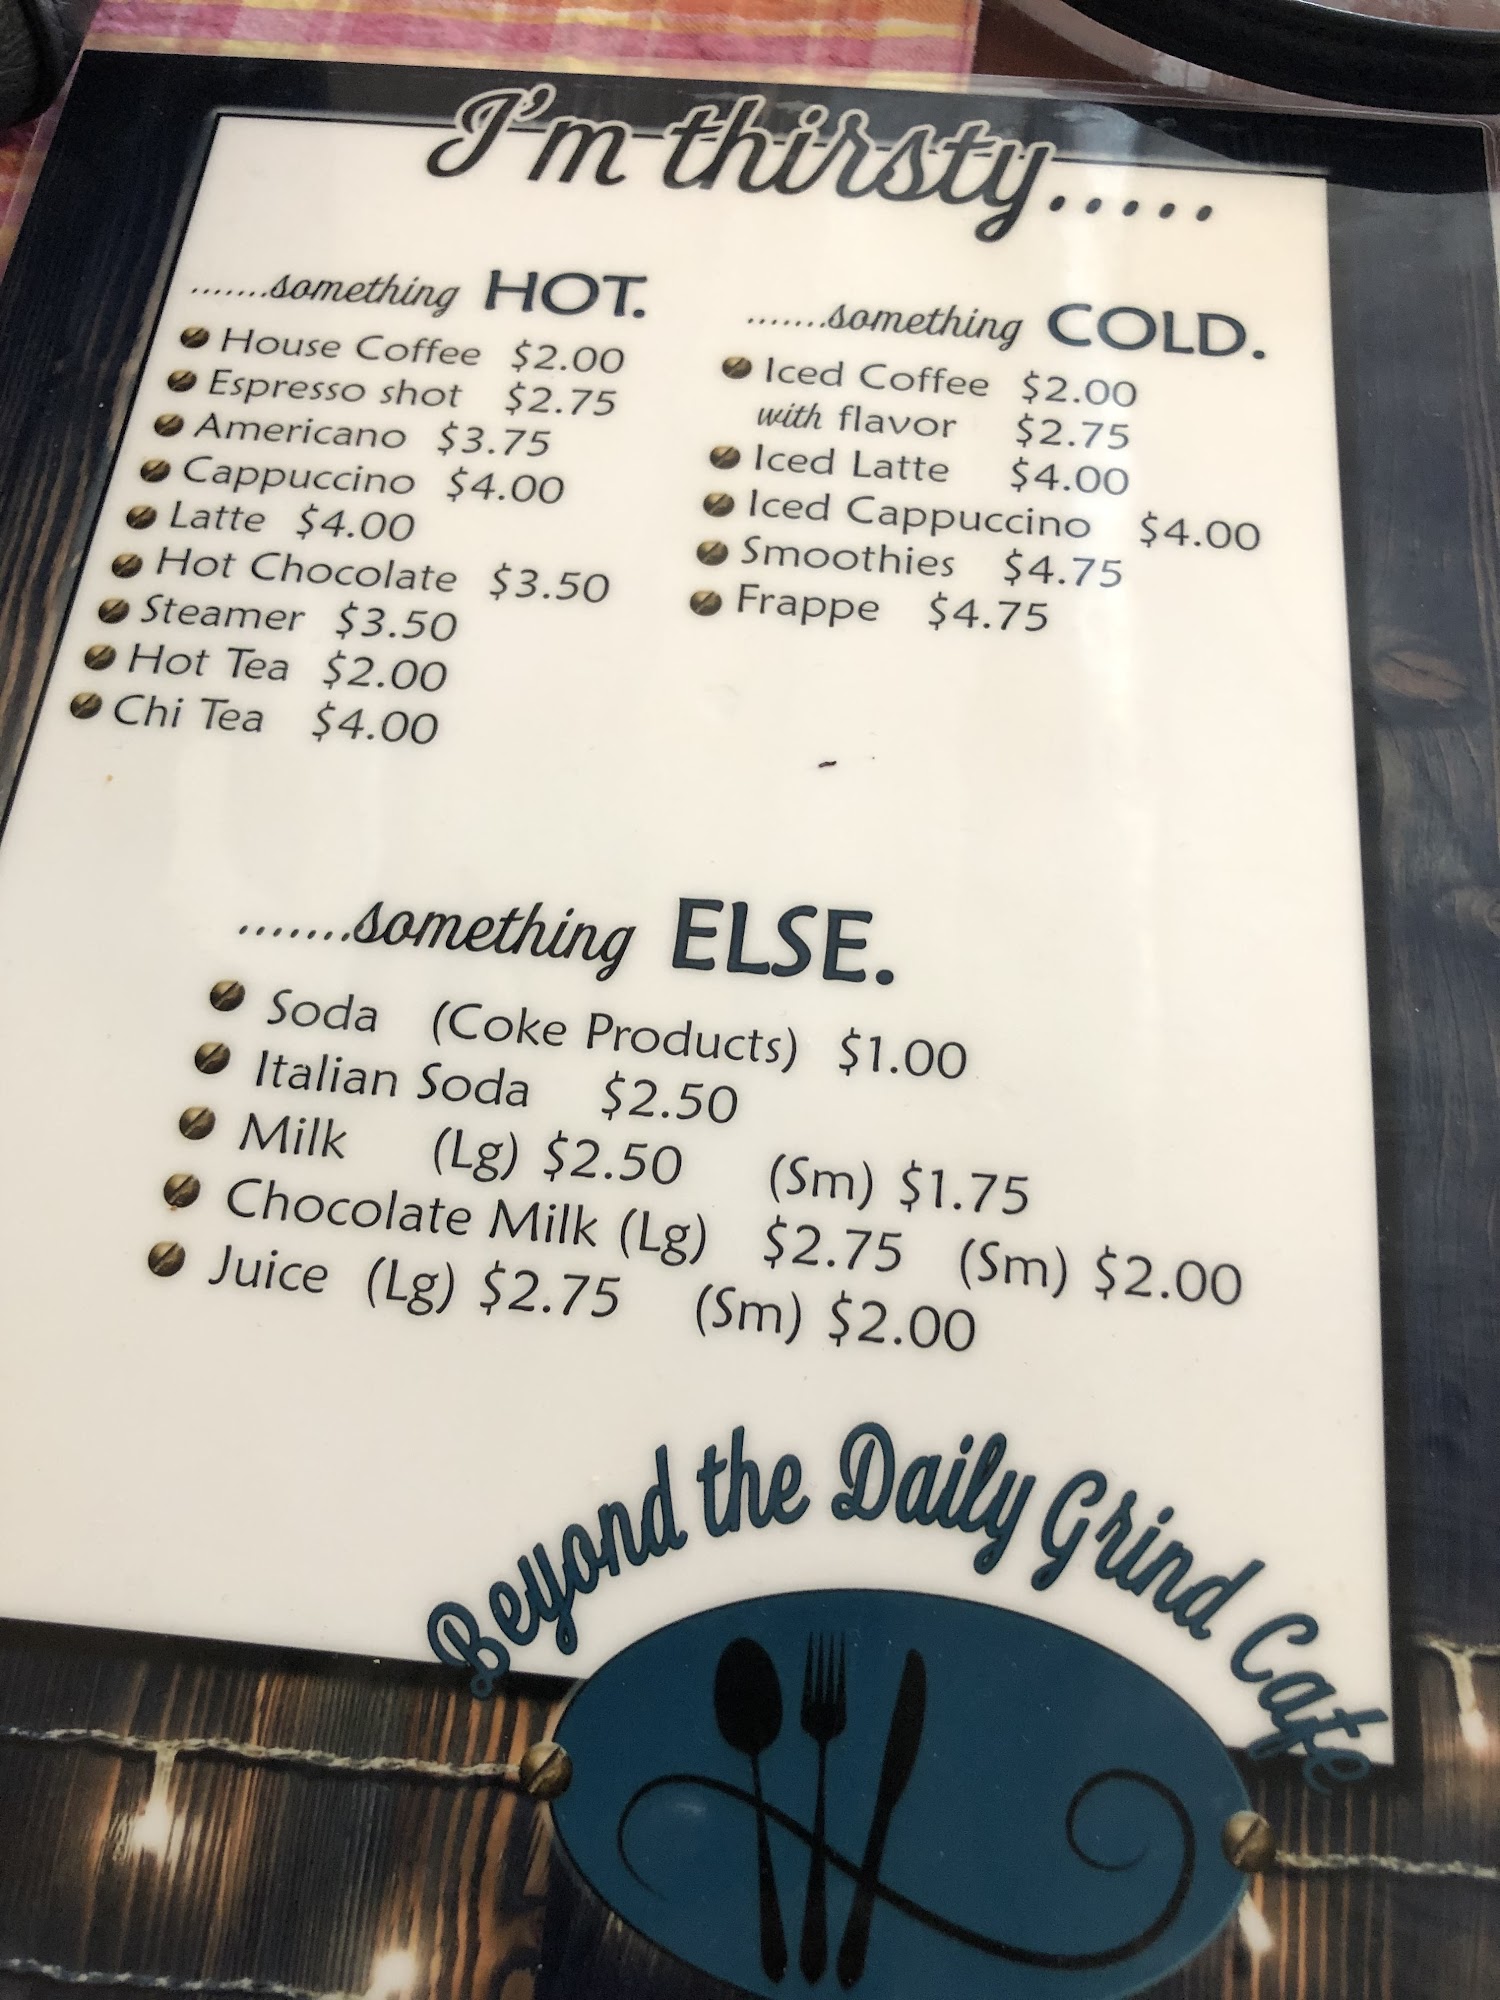 I'm thirsty.....
.......something HOT.
House Coffee $2.00
Espresso shot $2.75
Americano $3.75
Cappuccino $4.00
Latte $4.00
Hot Chocolate $3.50
Steamer $3.50
Hot Tea $2.00
Chi Tea $4.00
.......something COLD.
Iced Coffee $2.00
with flavor $2.75
Iced Latte $4.00
Iced Cappuccino $4.00
Smoothies $4.75
Frappe $4.75
.......something ELSE.
Soda (Coke Products) $1.00
Italian Soda $2.50
Milk (Lg) $2.50 (Sm) $1.75
Chocolate Milk (Lg) $2.75 (Sm) $2.00
Juice (Lg) $2.75 (Sm) $2.00
Beyond the Daily Grind Cafe